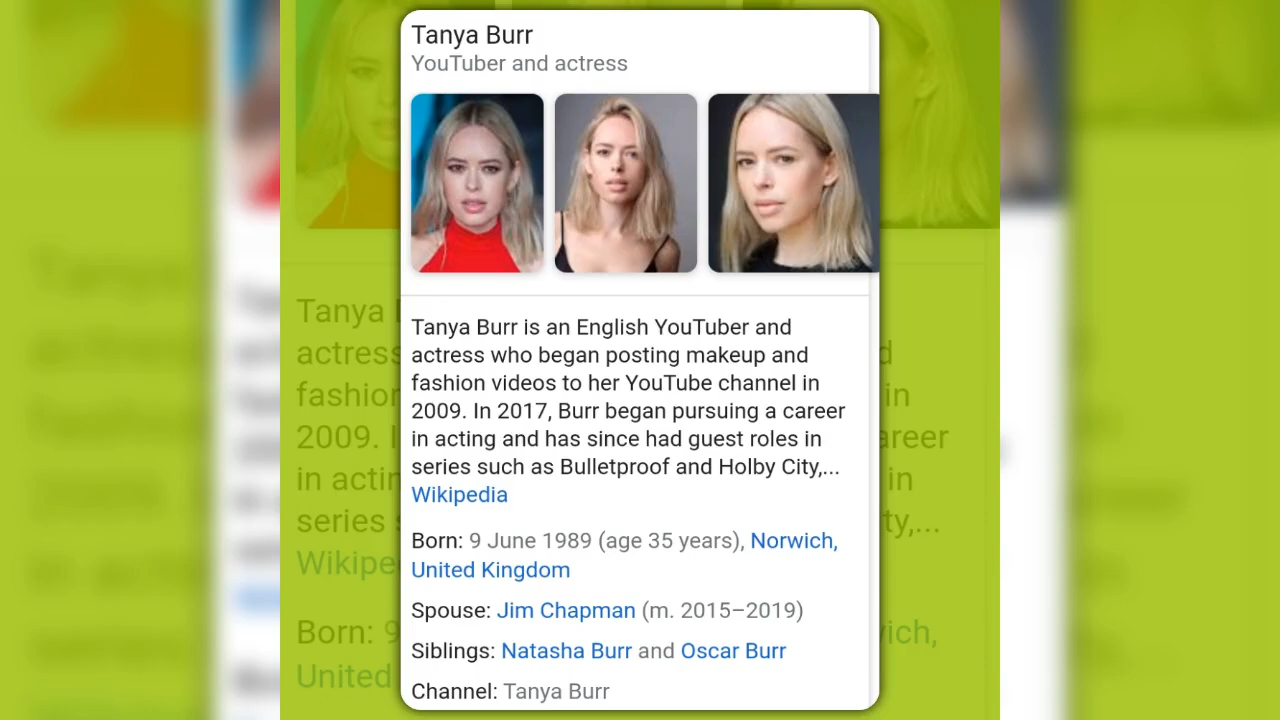 Tanya Burr
YouTuber and actress
Tanya Burr is an English YouTuber and
actress who began posting makeup and
fashion videos to her YouTube channel in
2009. In 2017, Burr began pursuing a career
in acting and has since had guest roles in
series such as Bulletproof and Holby City,...
Wikipedia
Born: 9 June 1989 (age 35 years), Norwich,
United Kingdom
Spouse: Jim Chapman (m. 2015–2019)
Siblings: Natasha Burr and Oscar Burr
Channel: Tanya Burr